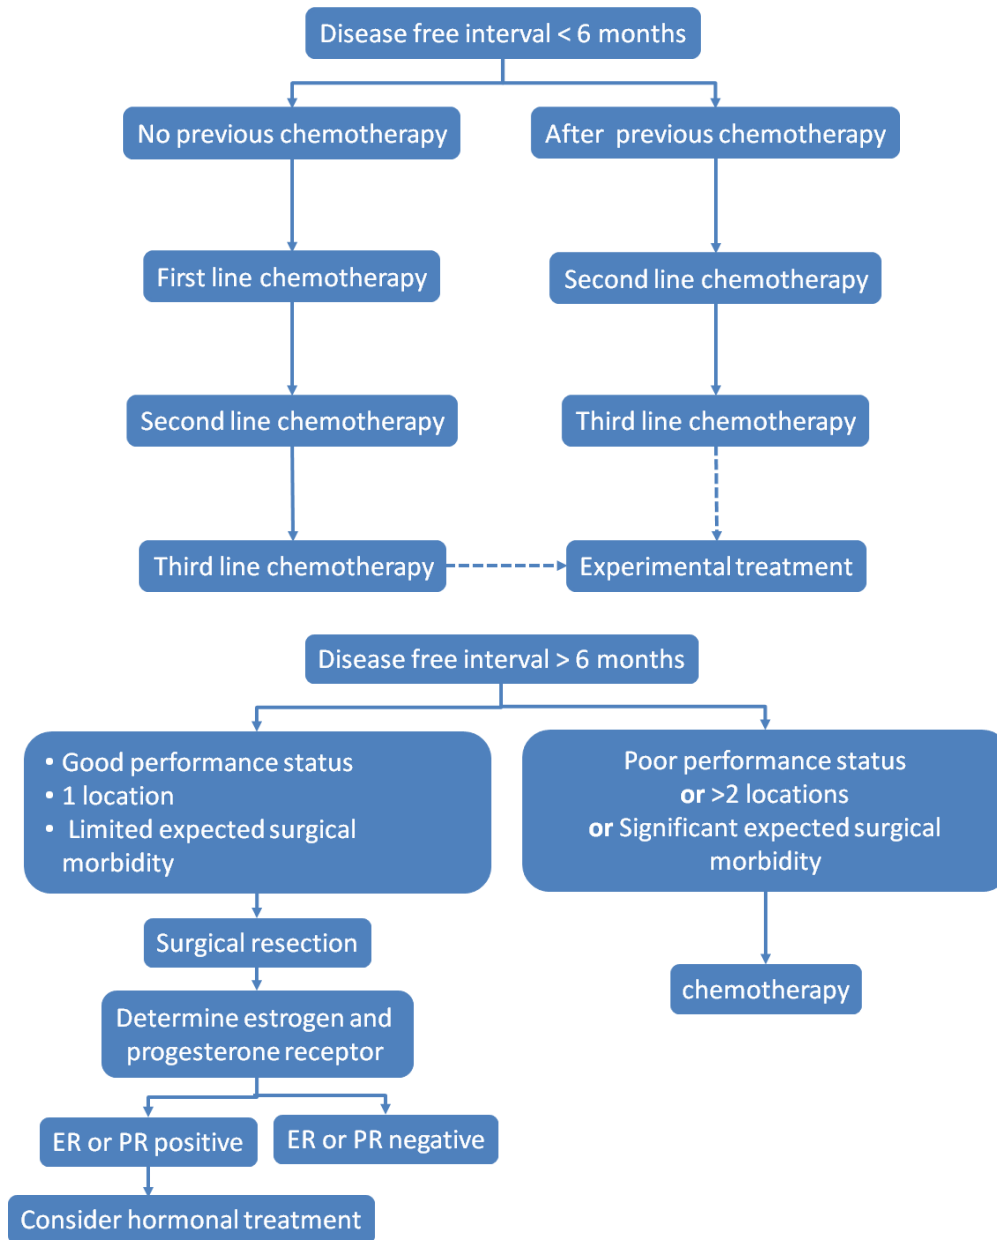 Disease free interval < 6 months
No previous chemotherapy
After previous chemotherapy
First line chemotherapy
Second line chemotherapy
Second line chemotherapy
Third line chemotherapy
Third line chemotherapy
Experimental treatment
Disease free interval > 6 months
• Good performance status
• 1 location
• Limited expected surgical
morbidity
Poor performance status
or >2 locations
or Significant expected surgical
morbidity
Surgical resection
chemotherapy
Determine estrogen and
progesterone receptor
ER or PR positive
ER or PR negative
Consider hormonal treatment